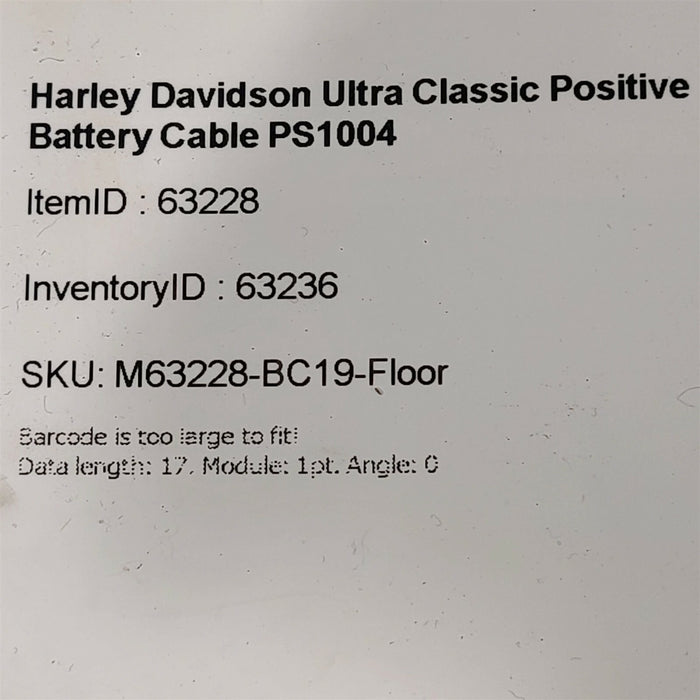 Harley Davidson Ultra Classic Positive
Battery Cable PS1004
ItemID : 63228
InventoryID : 63236
SKU: M63228-BC19-Floor
Barcode is too large to fit!
Data length: 17. Module: 1pt. Angle: 0